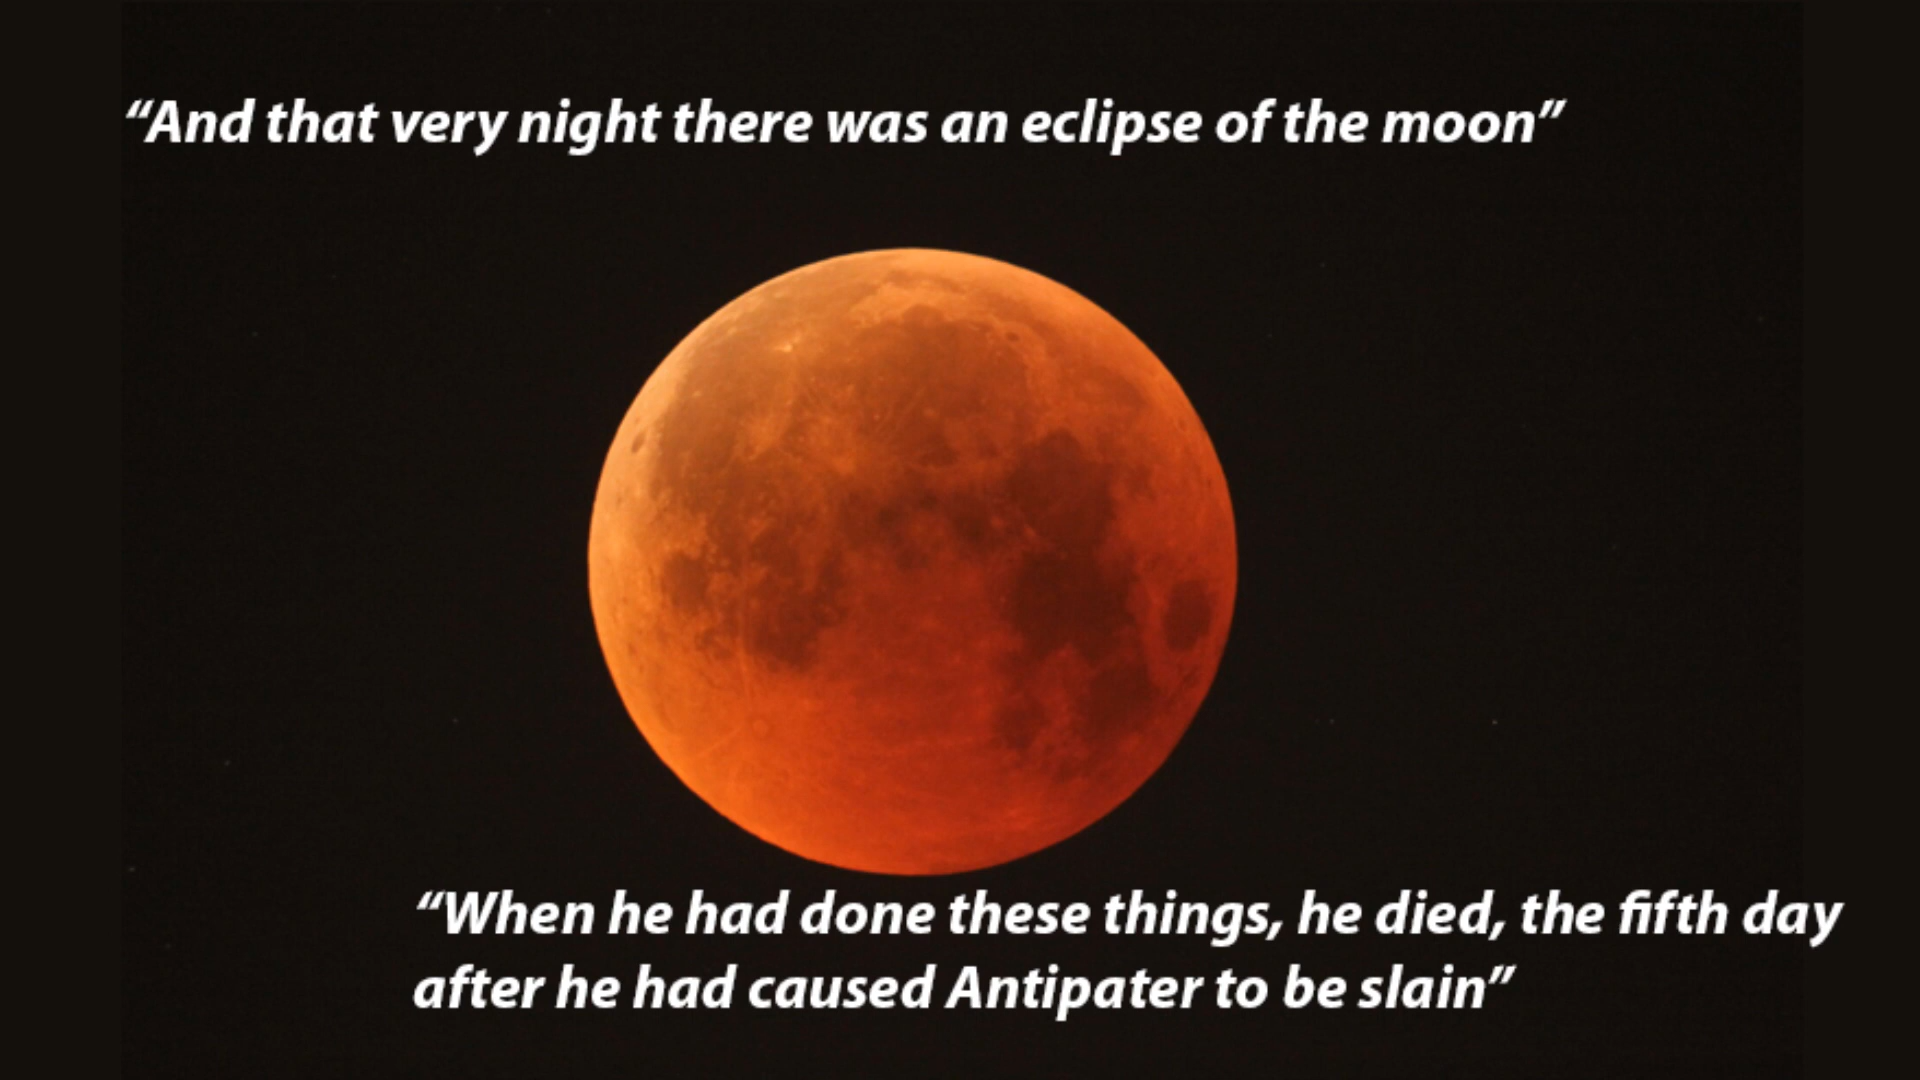 “And that very night there was an eclipse of the moon”
“When he had done these things, he died, the fifth day
after he had caused Antipater to be slain”